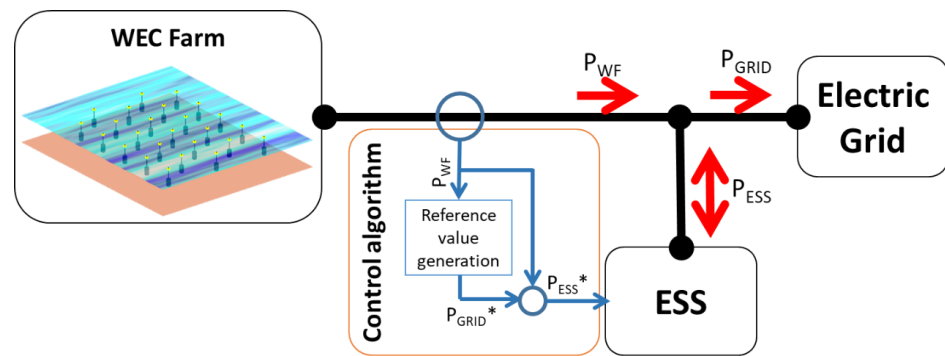 WEC Farm
P_WF
P_GRID
Electric
Grid
P_ESS
Control algorithm
P_WF
Reference
value
generation
P_GRID*
P_ESS*
ESS